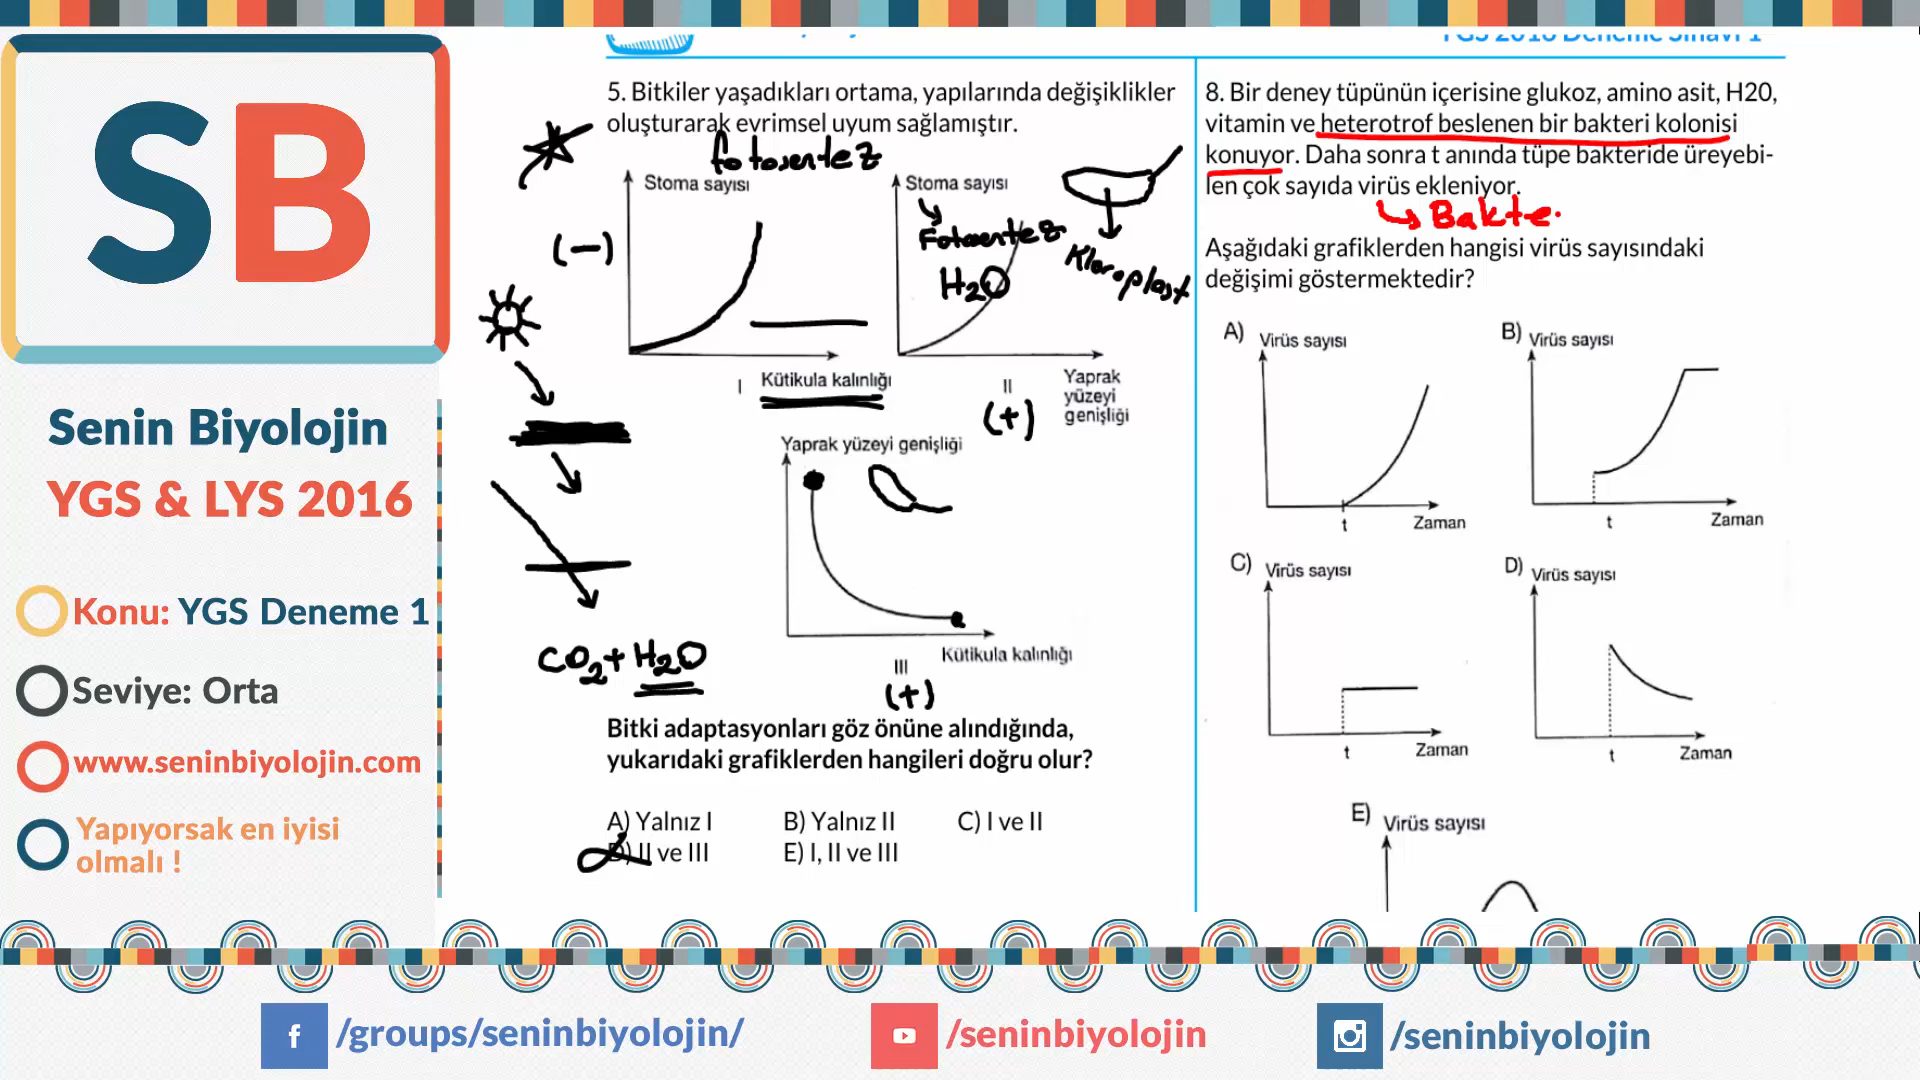 SB
Senin Biyolojin
YGS & LYS 2016
Konu: YGS Deneme 1
Seviye: Orta
www.seninbiyolojin.com
Yapıyorsak en iyisi
olmalı !
YGS 2016 Deneme Sınavı 1
5. Bitkiler yaşadıkları ortama, yapılarında değişiklikler
oluşturarak evrimsel uyum sağlamıştır.
fotosentez
Stoma sayısı
(-)
I
Kütikula kalınlığı
Stoma sayısı
Fotosentez
H2O
Kloroplast
II
(+)
Yaprak
yüzeyi
genişliği
Yaprak yüzeyi genişliği
Kütikula kalınlığı
III
(+)
CO2+H2O
Bitki adaptasyonları göz önüne alındığında,
yukarıdaki grafiklerden hangileri doğru olur?
A) Yalnız I B) Yalnız II C) I ve II
D) II ve III E) I, II ve III
8. Bir deney tüpünün içerisine glukoz, amino asit, H20,
vitamin ve heterotrof beslenen bir bakteri kolonisi
konuyor. Daha sonra t anında tüpe bakteride üreyebi-
len çok sayıda virüs ekleniyor.
Bakte.
Aşağıdaki grafiklerden hangisi virüs sayısındaki
değişimi göstermektedir?
A) Virüs sayısı
t Zaman
B) Virüs sayısı
t Zaman
C) Virüs sayısı
t Zaman
D) Virüs sayısı
t Zaman
E) Virüs sayısı
f /groups/seninbiyolojin/
/seninbiyolojin
/seninbiyolojin